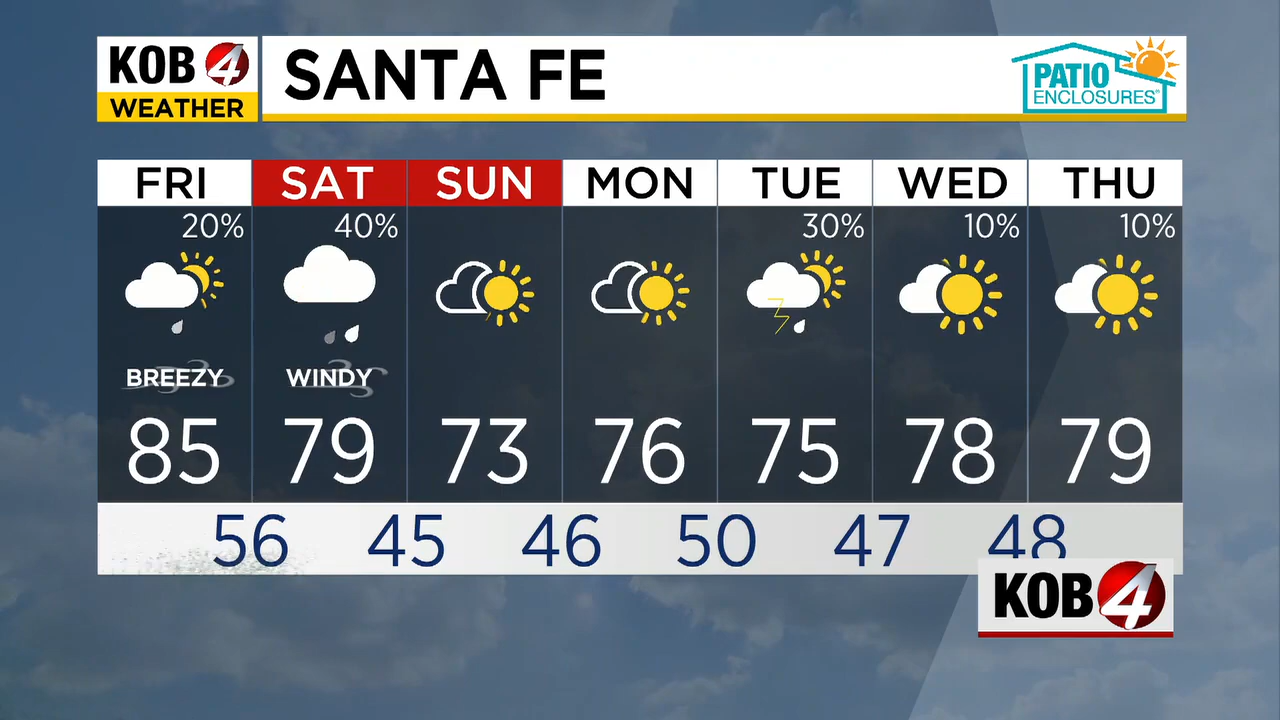 KOB 4
WEATHER
SANTA FE
PATIO
ENCLOSURES®
FRI SAT SUN MON TUE WED THU
20% 40% 30% 10% 10%
BREEZY WINDY
85 79 73 76 75 78 79
56 45 46 50 47 48
KOB 4